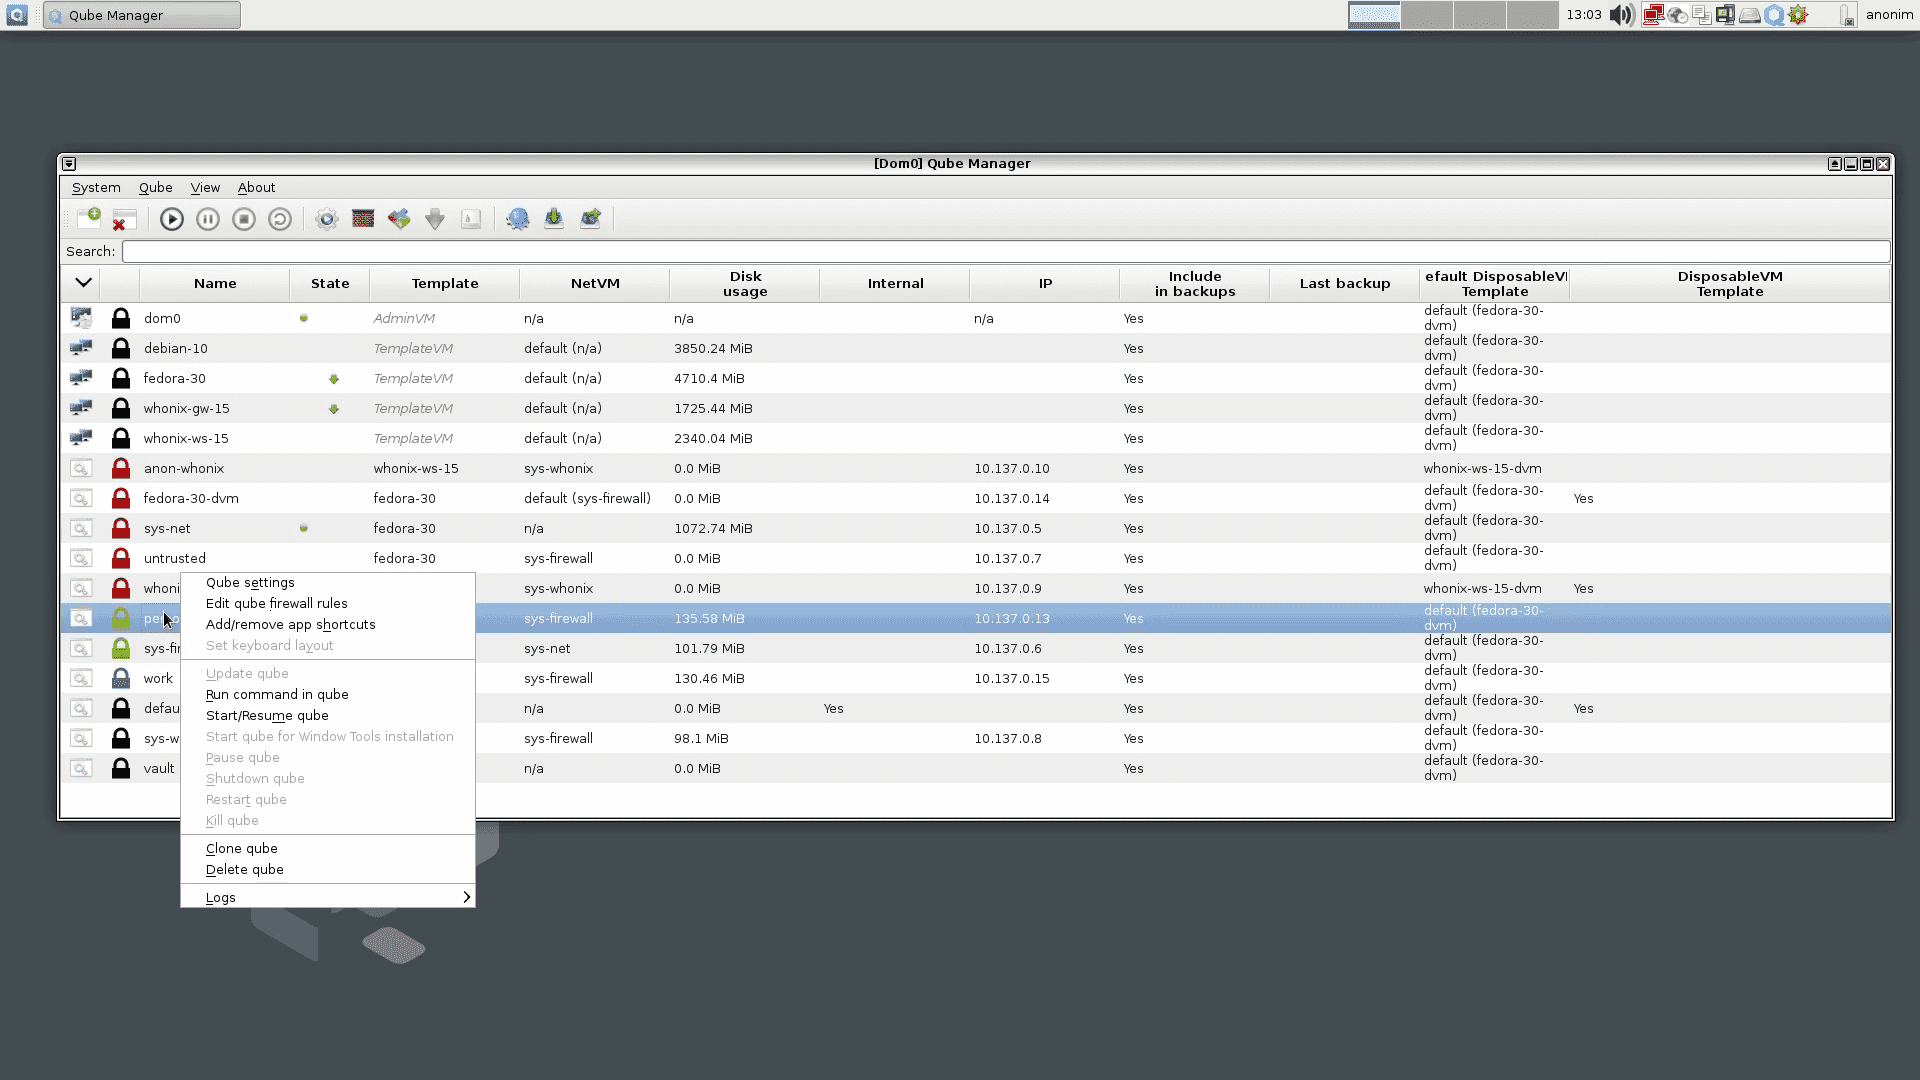 Qube Manager
13:03
anonim
[Dom0] Qube Manager
System Qube View About
Search:
Name State Template NetVM Disk usage Internal IP Include in backups Last backup efault DisposableVI Template DisposableVM Template
dom0 AdminVM n/a n/a n/a Yes default (fedora-30-dvm)
debian-10 TemplateVM default (n/a) 3850.24 MiB Yes default (fedora-30-dvm)
fedora-30 TemplateVM default (n/a) 4710.4 MiB Yes default (fedora-30-dvm)
whonix-gw-15 TemplateVM default (n/a) 1725.44 MiB Yes default (fedora-30-dvm)
whonix-ws-15 TemplateVM default (n/a) 2340.04 MiB Yes default (fedora-30-dvm)
anon-whonix whonix-ws-15 sys-whonix 0.0 MiB 10.137.0.10 Yes whonix-ws-15-dvm
fedora-30-dvm fedora-30 default (sys-firewall) 0.0 MiB 10.137.0.14 Yes default (fedora-30-dvm) Yes
sys-net fedora-30 n/a 1072.74 MiB 10.137.0.5 Yes default (fedora-30-dvm)
untrusted fedora-30 sys-firewall 0.0 MiB 10.137.0.7 Yes default (fedora-30-dvm)
whoni sys-whonix 0.0 MiB 10.137.0.9 Yes whonix-ws-15-dvm Yes
sys-firewall 135.58 MiB 10.137.0.13 Yes default (fedora-30-dvm)
sys-fi sys-net 101.79 MiB 10.137.0.6 Yes default (fedora-30-dvm)
work sys-firewall 130.46 MiB 10.137.0.15 Yes default (fedora-30-dvm)
defau n/a 0.0 MiB Yes Yes default (fedora-30-dvm) Yes
sys-w sys-firewall 98.1 MiB 10.137.0.8 Yes default (fedora-30-dvm)
vault n/a 0.0 MiB Yes default (fedora-30-dvm)
Qube settings
Edit qube firewall rules
Add/remove app shortcuts
Set keyboard layout
Update qube
Run command in qube
Start/Resume qube
Start qube for Window Tools installation
Pause qube
Shutdown qube
Restart qube
Kill qube
Clone qube
Delete qube
Logs